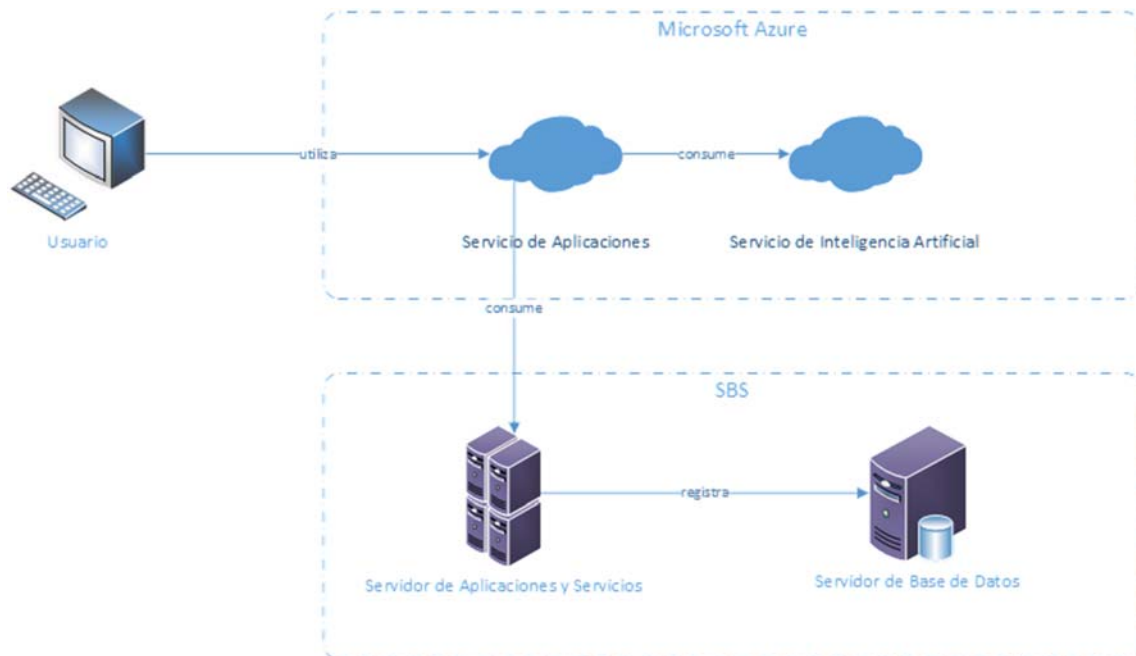 Microsoft Azure
utiliza
consume
Usuario
Servicio de Aplicaciones
Servicio de Inteligencia Artificial
consume
SBS
registra
Servidor de Aplicaciones y Servicios
Servidor de Base de Datos